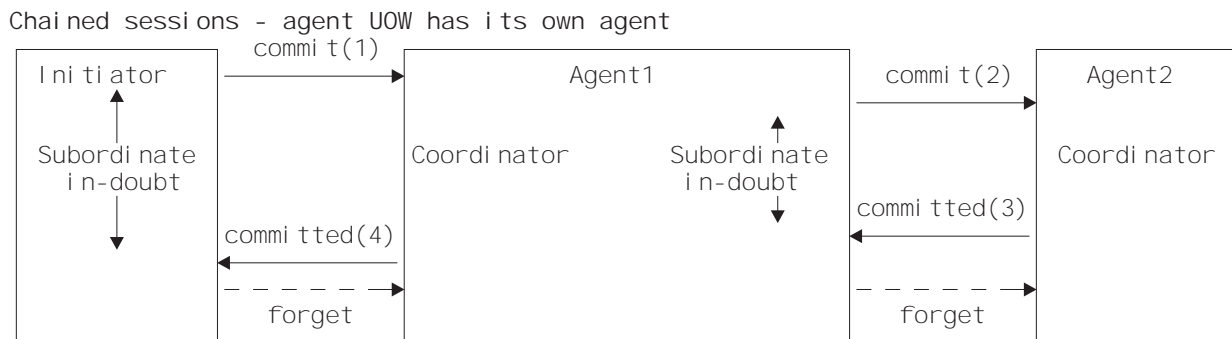 Chained sessions - agent UOW has its own agent
commit(1)
Initiator
Agent1
commit(2)
Agent2
Subordinate
in-doubt
Coordinator
Subordinate
in-doubt
Coordinator
committed(3)
committed(4)
forget
forget